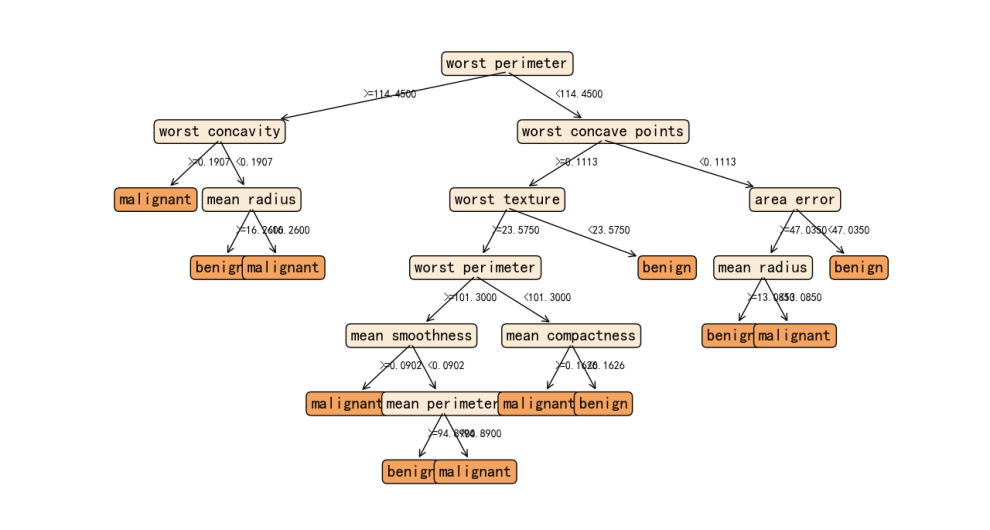 worst perimeter
>=114.4500 <114.4500
worst concavity worst concave points
>=0.1907 <0.1907 >=0.1113 <0.1113
malignant mean radius worst texture area error
>=16.2600 <16.2600 >=23.5750 <23.5750 >=47.0350 <47.0350
benign malignant worst perimeter benign mean radius benign
>=101.3000 <101.3000 >=13.0850 <13.0850
mean smoothness mean compactness benign malignant
>=0.0902 <0.0902 >=0.1626 <0.1626
malignant mean perimeter malignant benign
>=94.8900 <94.8900
benign malignant